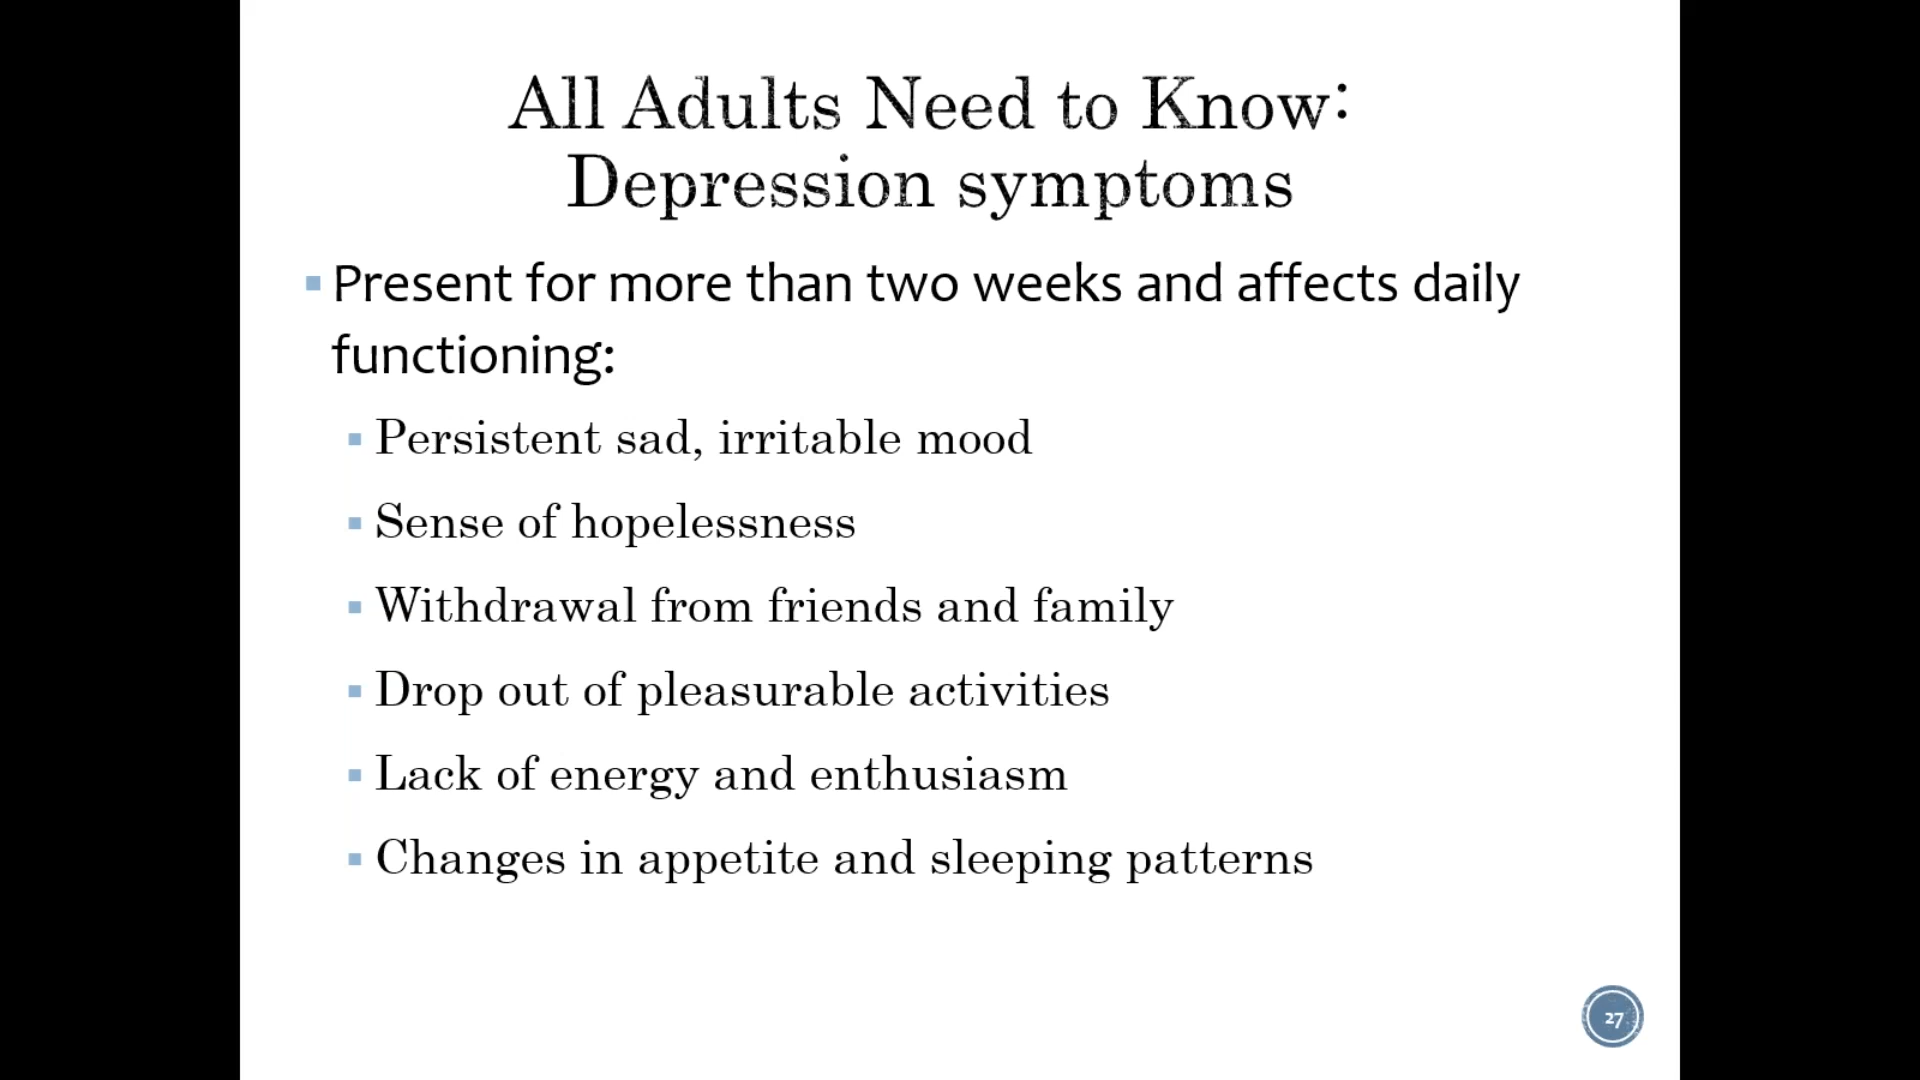 All Adults Need to Know:
Depression symptoms
Present for more than two weeks and affects daily
functioning:
Persistent sad, irritable mood
Sense of hopelessness
Withdrawal from friends and family
Drop out of pleasurable activities
Lack of energy and enthusiasm
Changes in appetite and sleeping patterns
27